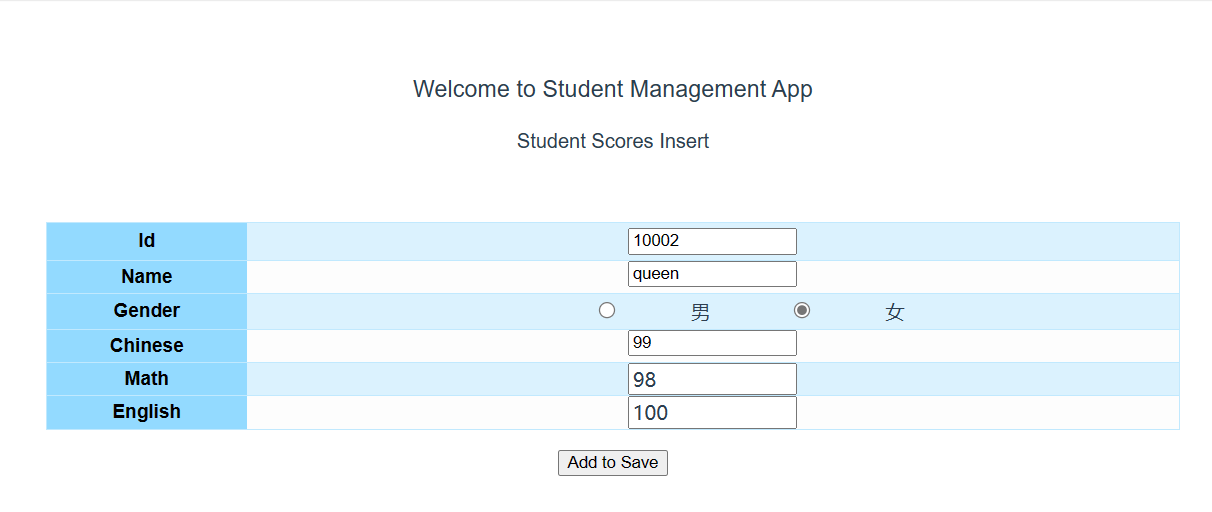 Welcome to Student Management App
Student Scores Insert
Id 10002
Name queen
Gender 男 女
Chinese 99
Math 98
English 100
Add to Save